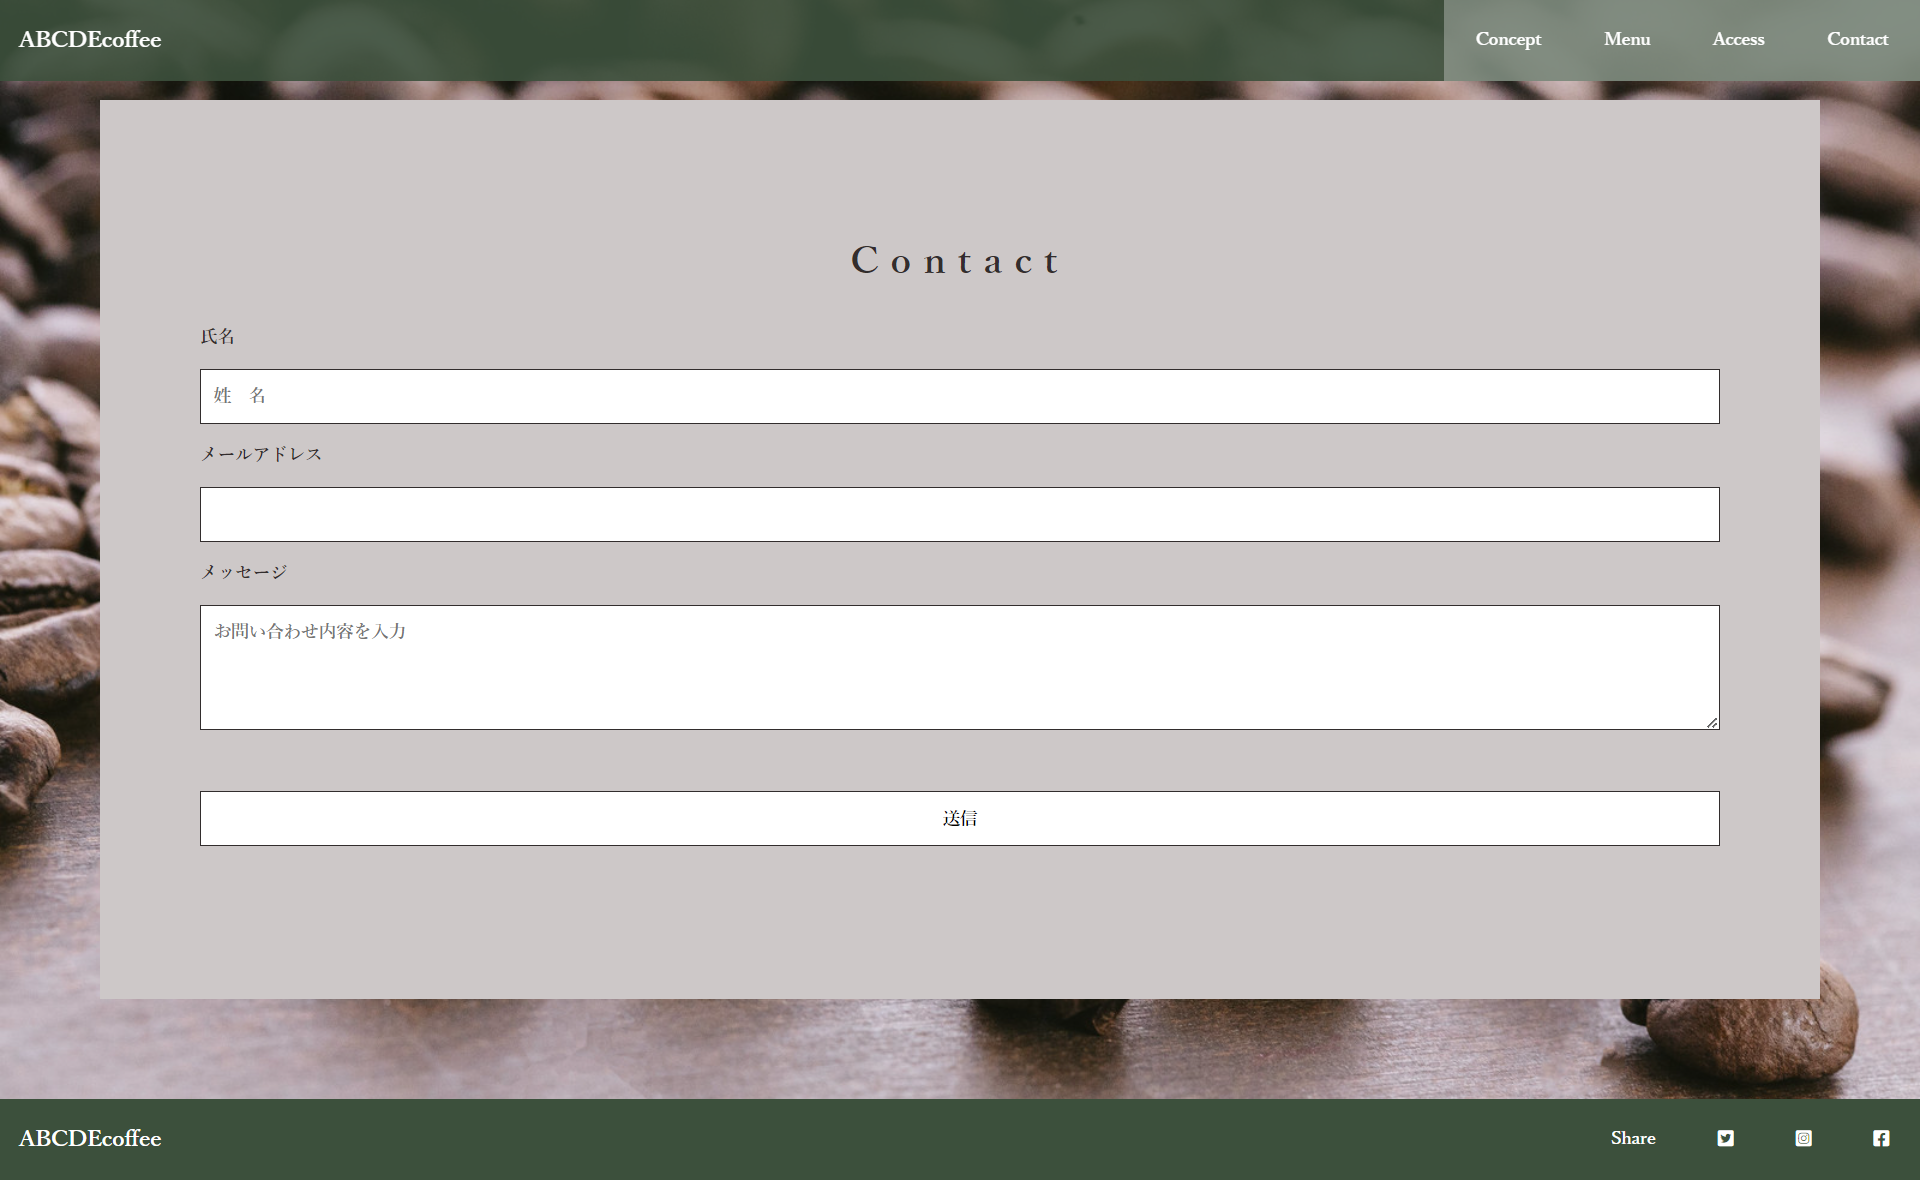 ABCDEcoffee
Concept Menu Access Contact
Contact
氏名
姓　名
メールアドレス
メッセージ
お問い合わせ内容を入力
送信
ABCDEcoffee
Share